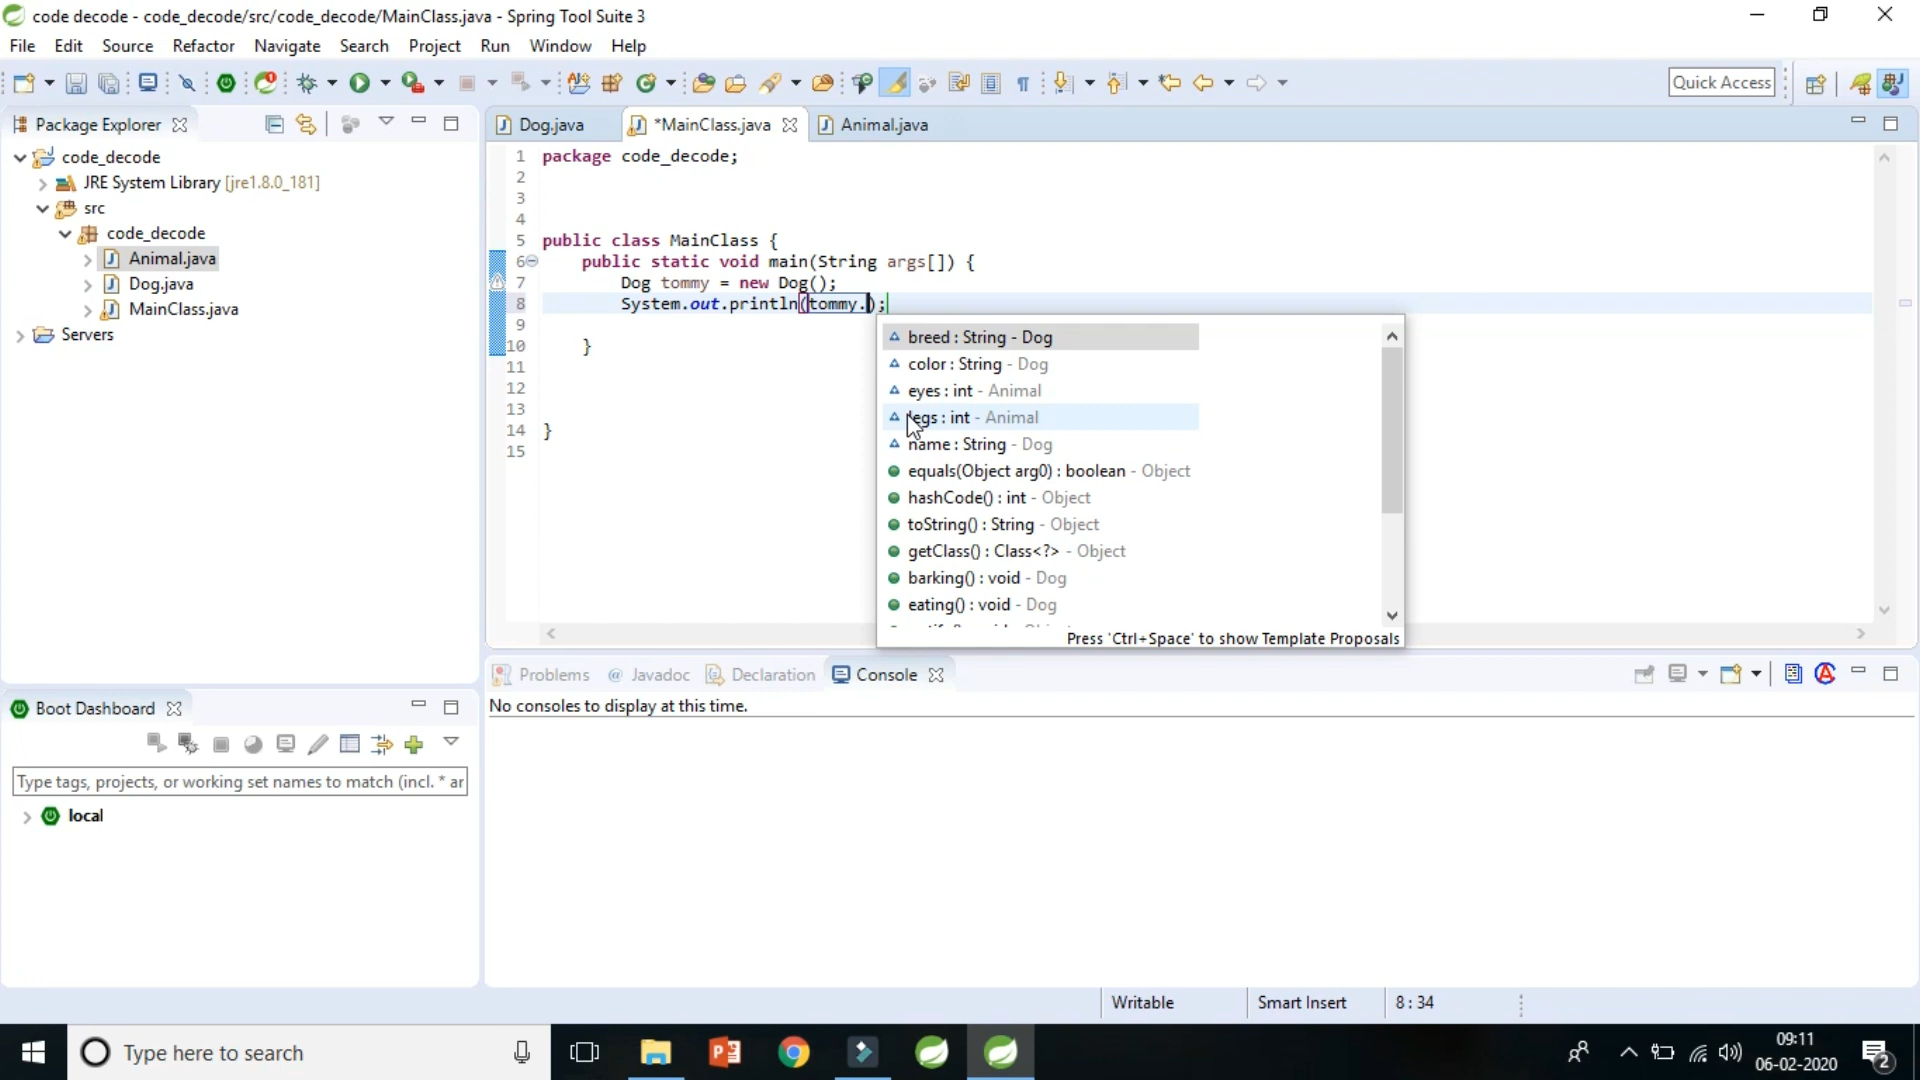 code decode - code_decode/src/code_decode/MainClass.java - Spring Tool Suite 3
File Edit Source Refactor Navigate Search Project Run Window Help
Quick Access
Package Explorer
Dog.java
*MainClass.java
Animal.java
code_decode
JRE System Library [jre1.8.0_181]
src
code_decode
Animal.java
Dog.java
MainClass.java
Servers
1 package code_decode;
2
3
4
5 public class MainClass {
6 public static void main(String args[]) {
7 Dog tommy = new Dog();
8 System.out.println(tommy.);
9
10 }
11
12
13
14 }
15
breed : String - Dog
color : String - Dog
eyes : int - Animal
legs : int - Animal
name : String - Dog
equals(Object arg0) : boolean - Object
hashCode() : int - Object
toString() : String - Object
getClass() : Class<?> - Object
barking() : void - Dog
eating() : void - Dog
Press 'Ctrl+Space' to show Template Proposals
Problems @ Javadoc Declaration Console
No consoles to display at this time.
Boot Dashboard
Type tags, projects, or working set names to match (incl. * ar
local
Writable Smart Insert 8 : 34
Type here to search
09:11
06-02-2020
2